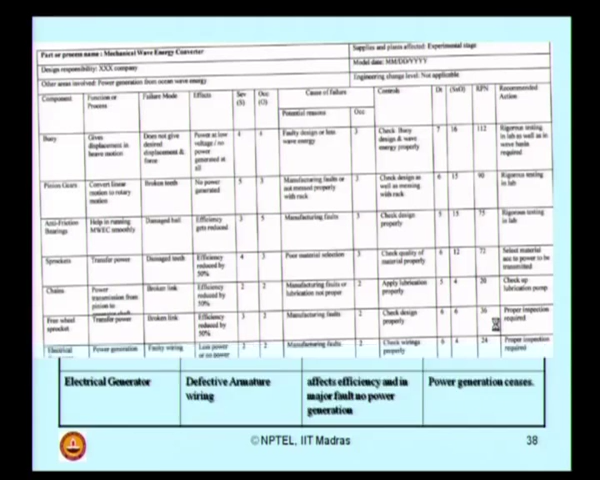 Part or process name : Mechanical Wave Energy Converter
Supplies and plants affected: Experimental stage
Design responsibility: XXX company
Model date: MM/DD/YYYY
Other areas involved: Power generation from ocean wave energy
Engineering change level: Not applicable
Component Function or Process Failure Mode Effects Sev (S) Occ (O) Cause of failure Controls Dt (SxO) RPN Recommended Action
Potential reasons Occ
Buoy Gives displacement in heave motion Does not give desired displacement & force Power at low voltage / no power generated at all 4 4 Faulty design or less wave energy 3 Check Buoy design & wave energy properly 7 16 112 Rigorous testing in lab as well as in wave basin required
Pinion Gears Convert linear motion to rotary motion Broken teeth No power generated 5 3 Manufacturing faults or not meshed properly with rack 3 Check design as well as meshing with rack 6 15 90 Rigorous testing in lab
Anti-Friction Bearings Help in running MWEC smoothly Damaged ball Efficiency gets reduced 3 5 Manufacturing faults 3 Check design properly 5 15 75 Rigorous testing in lab
Sprockets Transfer power Damaged teeth Efficiency reduced by 50% 4 3 Poor material selection 3 Check quality of material properly 6 12 72 Select material as to power to be transmitted
Chains Power transmission from pinion to Broken link Efficiency reduced by 50% 2 2 Manufacturing faults or lubrication not proper 2 Apply lubrication properly 5 4 20 Check up lubrication pump
Free wheel sprocket Transfer power Broken link Efficiency reduced by 50% 3 2 Manufacturing faults 2 Check design properly 6 6 36 Proper inspection required
Electrical Power generation Faulty wiring Less power or no power 2 2 Manufacturing faults 2 Check wirings properly 6 4 24 Proper inspection required
Electrical Generator Defective Armature wiring affects efficiency and in major fault no power generation Power generation ceases.
©NPTEL, IIT Madras
38